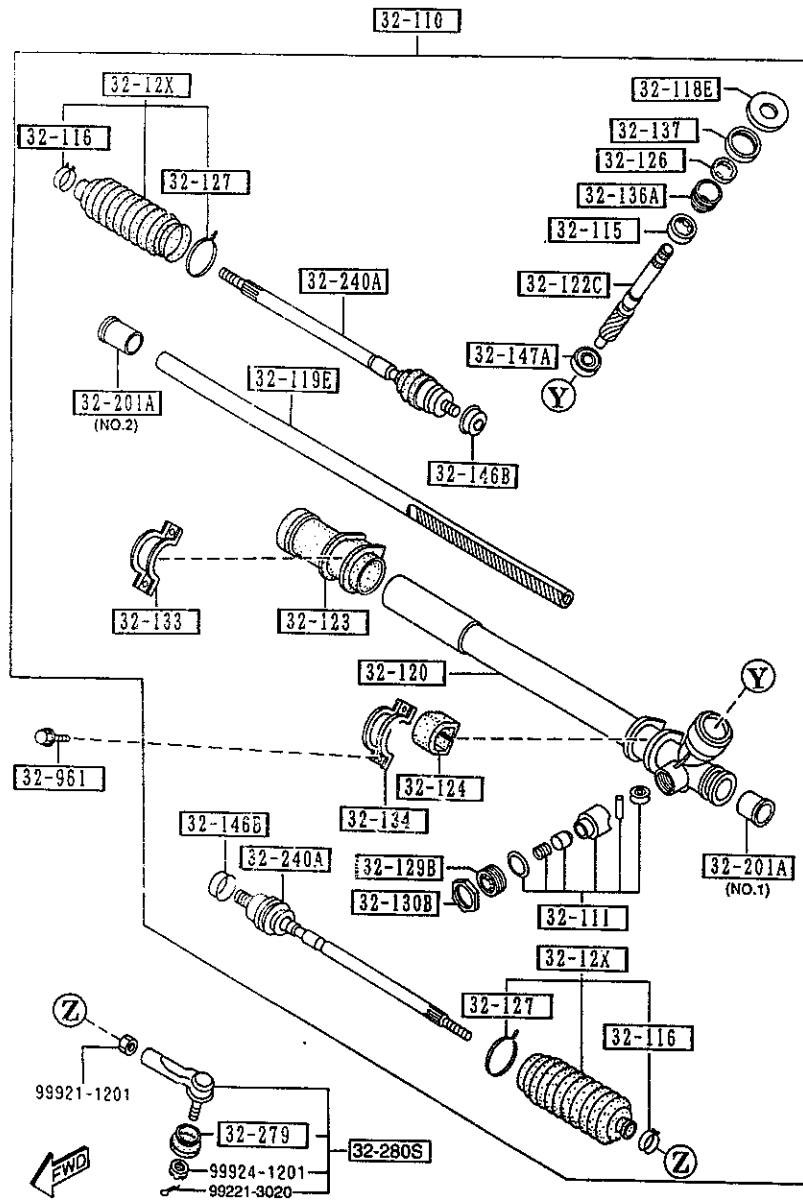 32-110
32-12X
32-118E
32-116
32-137
32-127
32-126
32-136A
32-115
32-240A
32-122C
32-147A
Y
32-119E
32-201A
(NO.2)
32-146B
32-133
32-123
32-120
Y
32-961
32-124
32-134
32-146B
32-240A
32-129B
32-201A
(NO.1)
32-130B
32-111
32-12X
32-127
32-116
Z
99921-1201
32-279
32-280S
99924-1201
99221-3020
Z
FWD